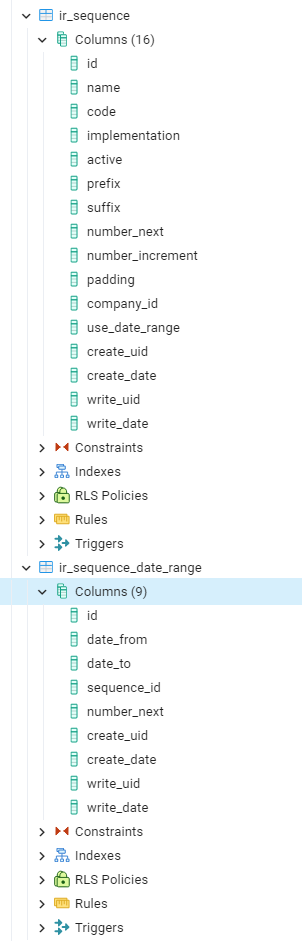 ir_sequence
Columns (16)
id
name
code
implementation
active
prefix
suffix
number_next
number_increment
padding
company_id
use_date_range
create_uid
create_date
write_uid
write_date
Constraints
Indexes
RLS Policies
Rules
Triggers
ir_sequence_date_range
Columns (9)
id
date_from
date_to
sequence_id
number_next
create_uid
create_date
write_uid
write_date
Constraints
Indexes
RLS Policies
Rules
Triggers